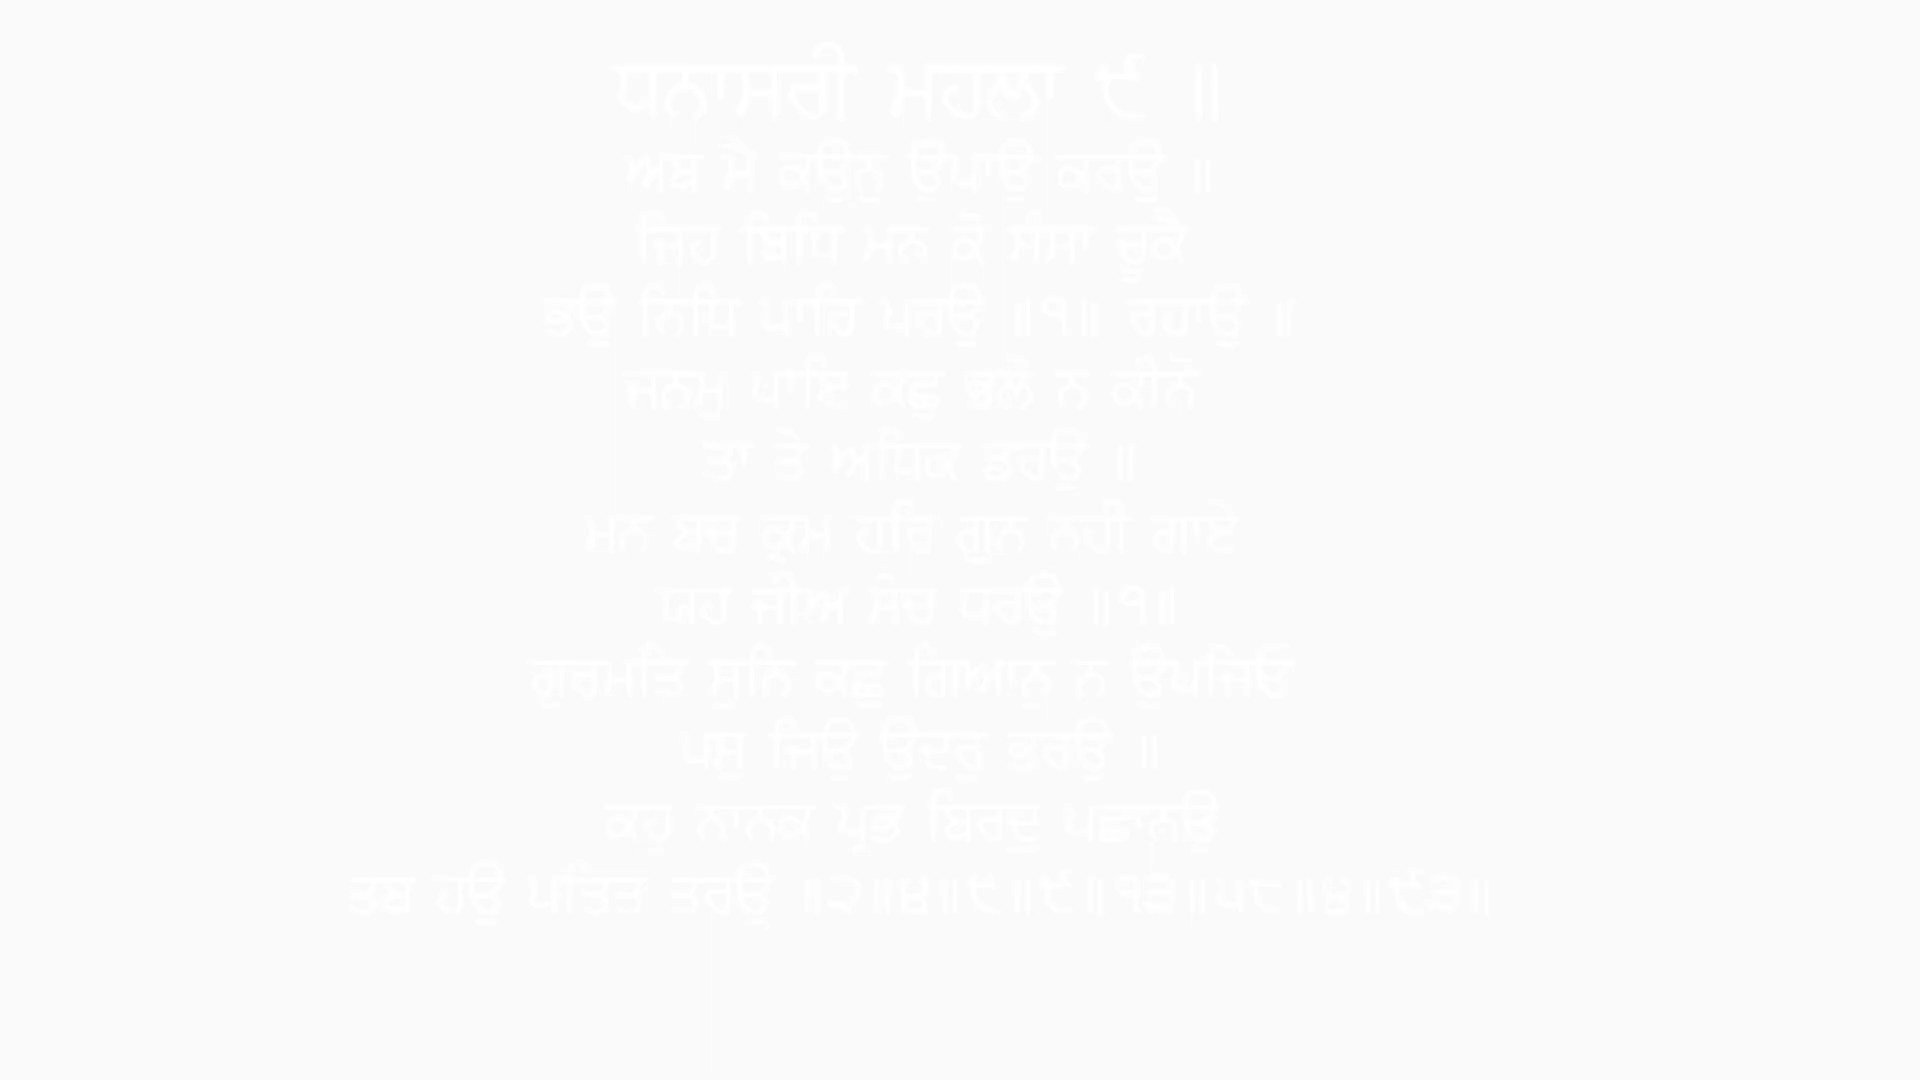 ਧਨਾਸਰੀ ਮਹਲਾ ੯ ॥
ਅਬ ਮੈ ਕਉਨੁ ਉਪਾਉ ਕਰਉ ॥
ਜਿਹ ਬਿਧਿ ਮਨ ਕੋ ਸੰਸਾ ਚੂਕੈ
ਭਉ ਨਿਧਿ ਪਾਰਿ ਪਰਉ ॥੧॥ ਰਹਾਉ ॥
ਜਨਮੁ ਪਾਇ ਕਛੁ ਭਲੋ ਨ ਕੀਨੋ
ਤਾ ਤੇ ਅਧਿਕ ਡਰਉ ॥
ਮਨ ਬਚ ਕ੍ਰਮ ਹਰਿ ਗੁਨ ਨਹੀ ਗਾਏ
ਯਹ ਜੀਅ ਸੋਚ ਧਰਉ ॥੧॥
ਗੁਰਮਤਿ ਸੁਨਿ ਕਛੁ ਗਿਆਨੁ ਨ ਉਪਜਿਓ
ਪਸੁ ਜਿਉ ਉਦਰੁ ਭਰਉ ॥
ਕਹੁ ਨਾਨਕ ਪ੍ਰਭ ਬਿਰਦੁ ਪਛਾਨਉ
ਤਬ ਹਉ ਪਤਿਤ ਤਰਉ ॥੨॥੪॥੯॥੯॥੧੩॥੫੮॥੪॥੯੩॥